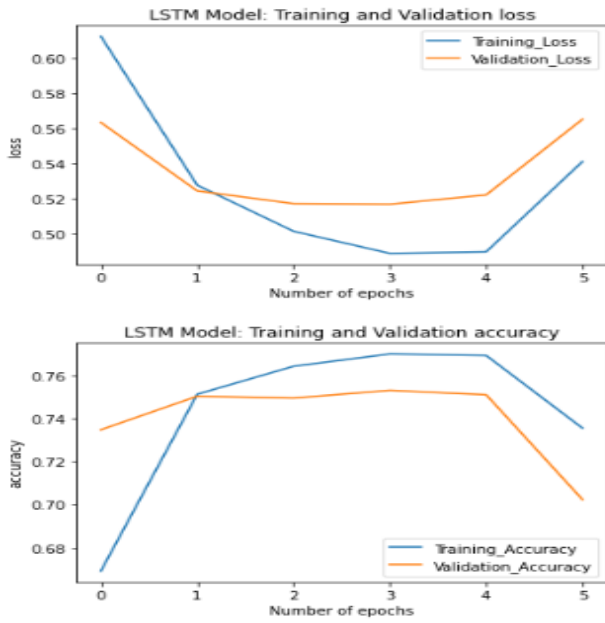 LSTM Model: Training and Validation loss
Training_Loss
Validation_Loss
0.60
0.58
0.56
0.54
0.52
0.50
loss
0 1 2 3 4 5
Number of epochs
LSTM Model: Training and Validation accuracy
0.76
0.74
0.72
0.70
0.68
accuracy
Training_Accuracy
Validation_Accuracy
0 1 2 3 4 5
Number of epochs